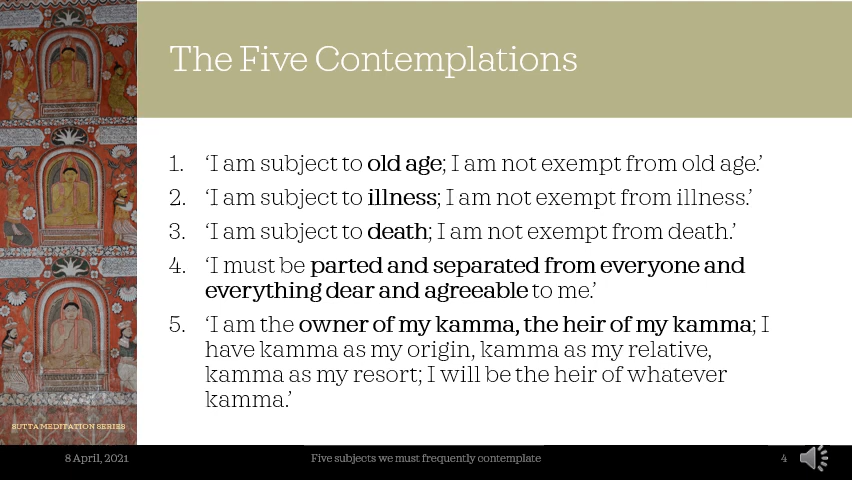 The Five Contemplations
1. ‘I am subject to old age; I am not exempt from old age.’
2. ‘I am subject to illness; I am not exempt from illness.’
3. ‘I am subject to death; I am not exempt from death.’
4. ‘I must be parted and separated from everyone and
everything dear and agreeable to me.’
5. ‘I am the owner of my kamma, the heir of my kamma; I
have kamma as my origin, kamma as my relative,
kamma as my resort; I will be the heir of whatever
kamma.’
SUTTA MEDITATION SERIES
8 April, 2021
Five subjects we must frequently contemplate
4